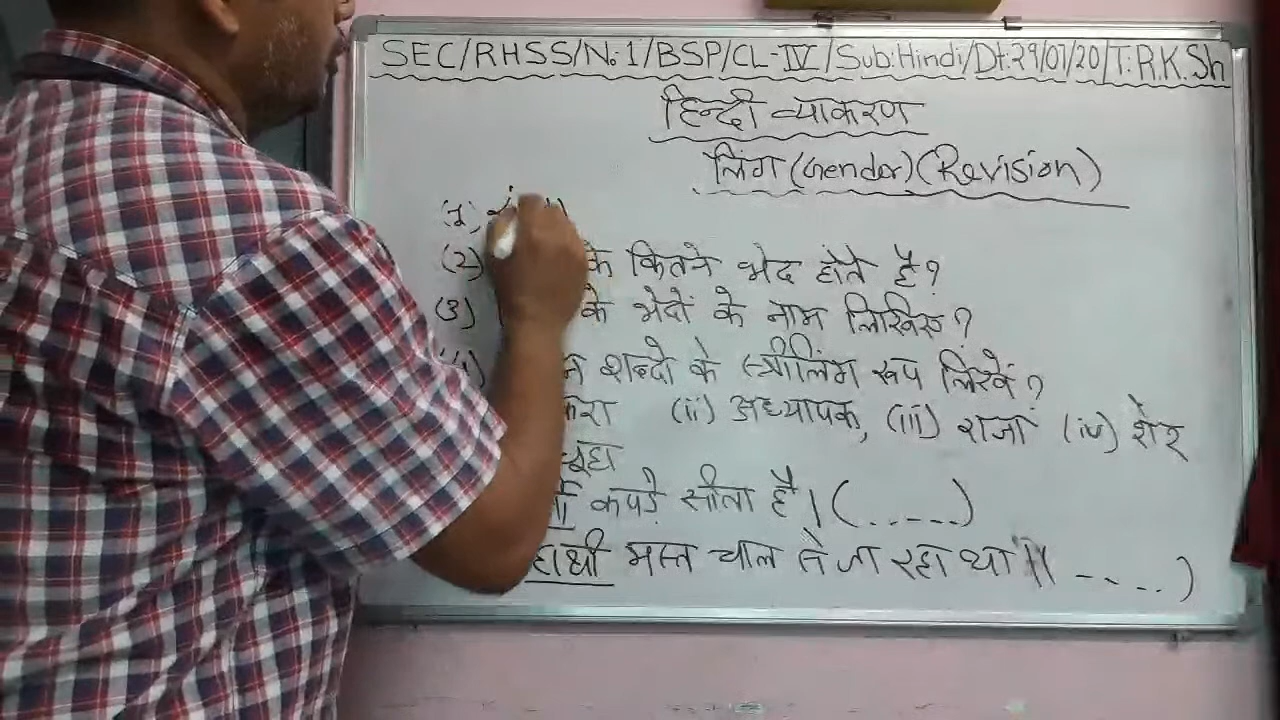 SEC/RHSS/No.1/BSP/CL-IV/Sub:Hindi/Dt.29/07/20/T.R.K.Sh
हिन्दी व्याकरण
लिंग (Gender) (Revision)
(1)
(2) के कितने भेद होते है?
(3) के भेदों के नाम लिखिए?
शब्दो के स्त्रीलिंग रूप लिखें?
(ii) अध्यापक, (iii) राजा (iv) शेर
चूहा
कपड़े सीता है। (.....)
हाथी मस्त चाल से जा रहा था। (.....)